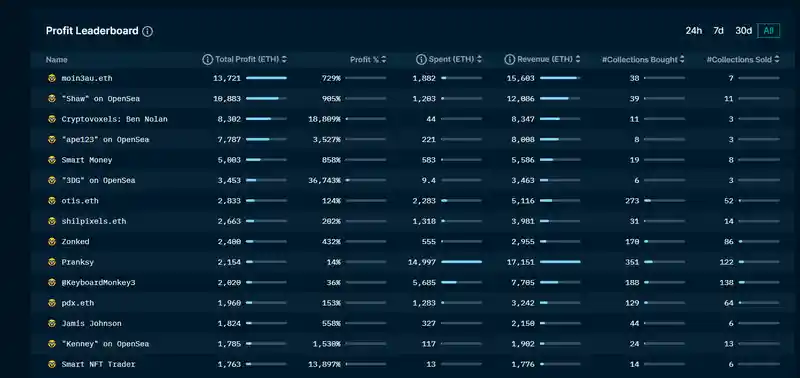 Profit Leaderboard
24h 7d 30d All
Name Total Profit (ETH) Profit % Spent (ETH) Revenue (ETH) #Collections Bought #Collections Sold
moin3au.eth 13,721 729% 1,882 15,603 38 7
"Shaw" on OpenSea 10,883 905% 1,203 12,086 39 11
Cryptovoxels: Ben Nolan 8,302 18,809% 44 8,347 11 3
"ape123" on OpenSea 7,787 3,527% 221 8,008 8 3
Smart Money 5,003 858% 583 5,586 19 8
"3DG" on OpenSea 3,453 36,743% 9.4 3,463 6 3
otis.eth 2,833 124% 2,283 5,116 273 52
shilpixels.eth 2,663 202% 1,318 3,981 31 14
Zonked 2,400 432% 555 2,955 170 86
Pranksy 2,154 14% 14,997 17,151 351 122
@KeyboardMonkey3 2,020 36% 5,685 7,705 188 138
pdx.eth 1,960 153% 1,283 3,242 129 64
Jamis Johnson 1,824 558% 327 2,150 44 6
"Kenney" on OpenSea 1,785 1,530% 117 1,902 24 13
Smart NFT Trader 1,763 13,897% 13 1,776 14 6